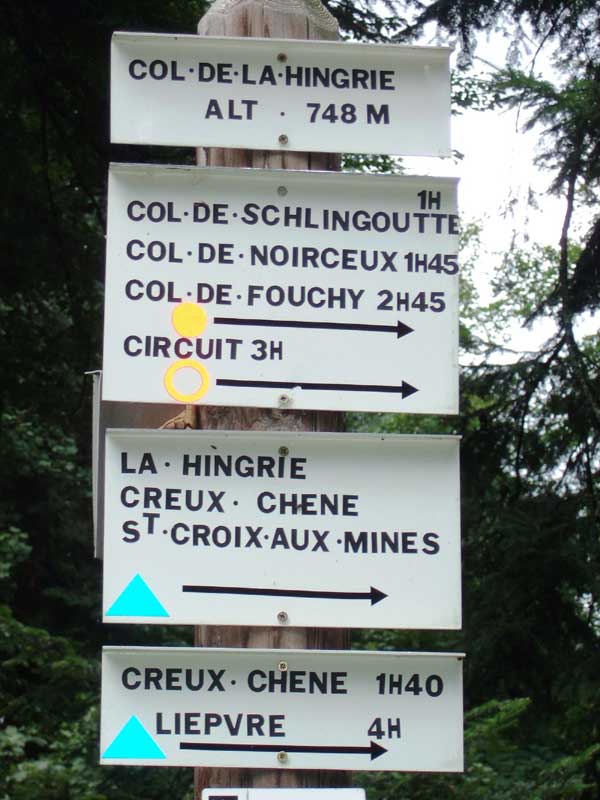 COL·DE·LA·HINGRIE
ALT · 748 M
1H
COL·DE·SCHLINGOUTTE
COL·DE·NOIRCEUX 1H45
COL·DE·FOUCHY 2H45
CIRCUIT 3H
LA· HINGRIE
CREUX· CHENE
ST·CROIX·AUX·MINES
CREUX· CHENE 1H40
LIEPVRE 4H